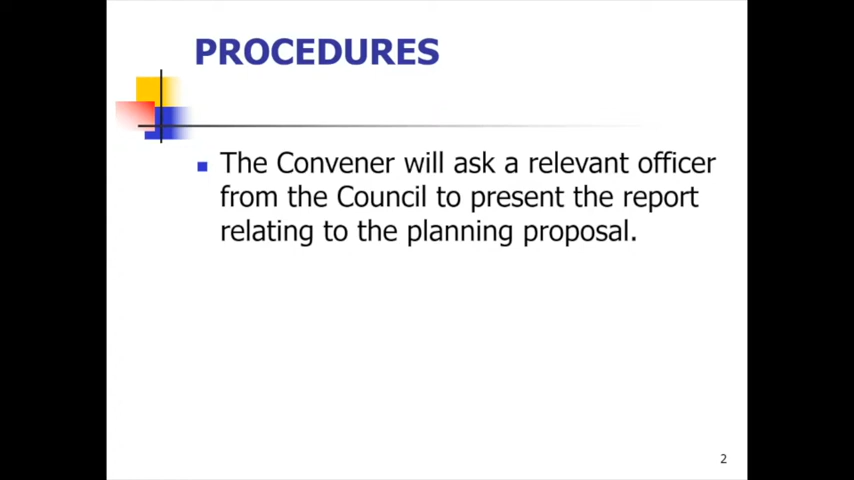 PROCEDURES
The Convener will ask a relevant officer
from the Council to present the report
relating to the planning proposal.
2